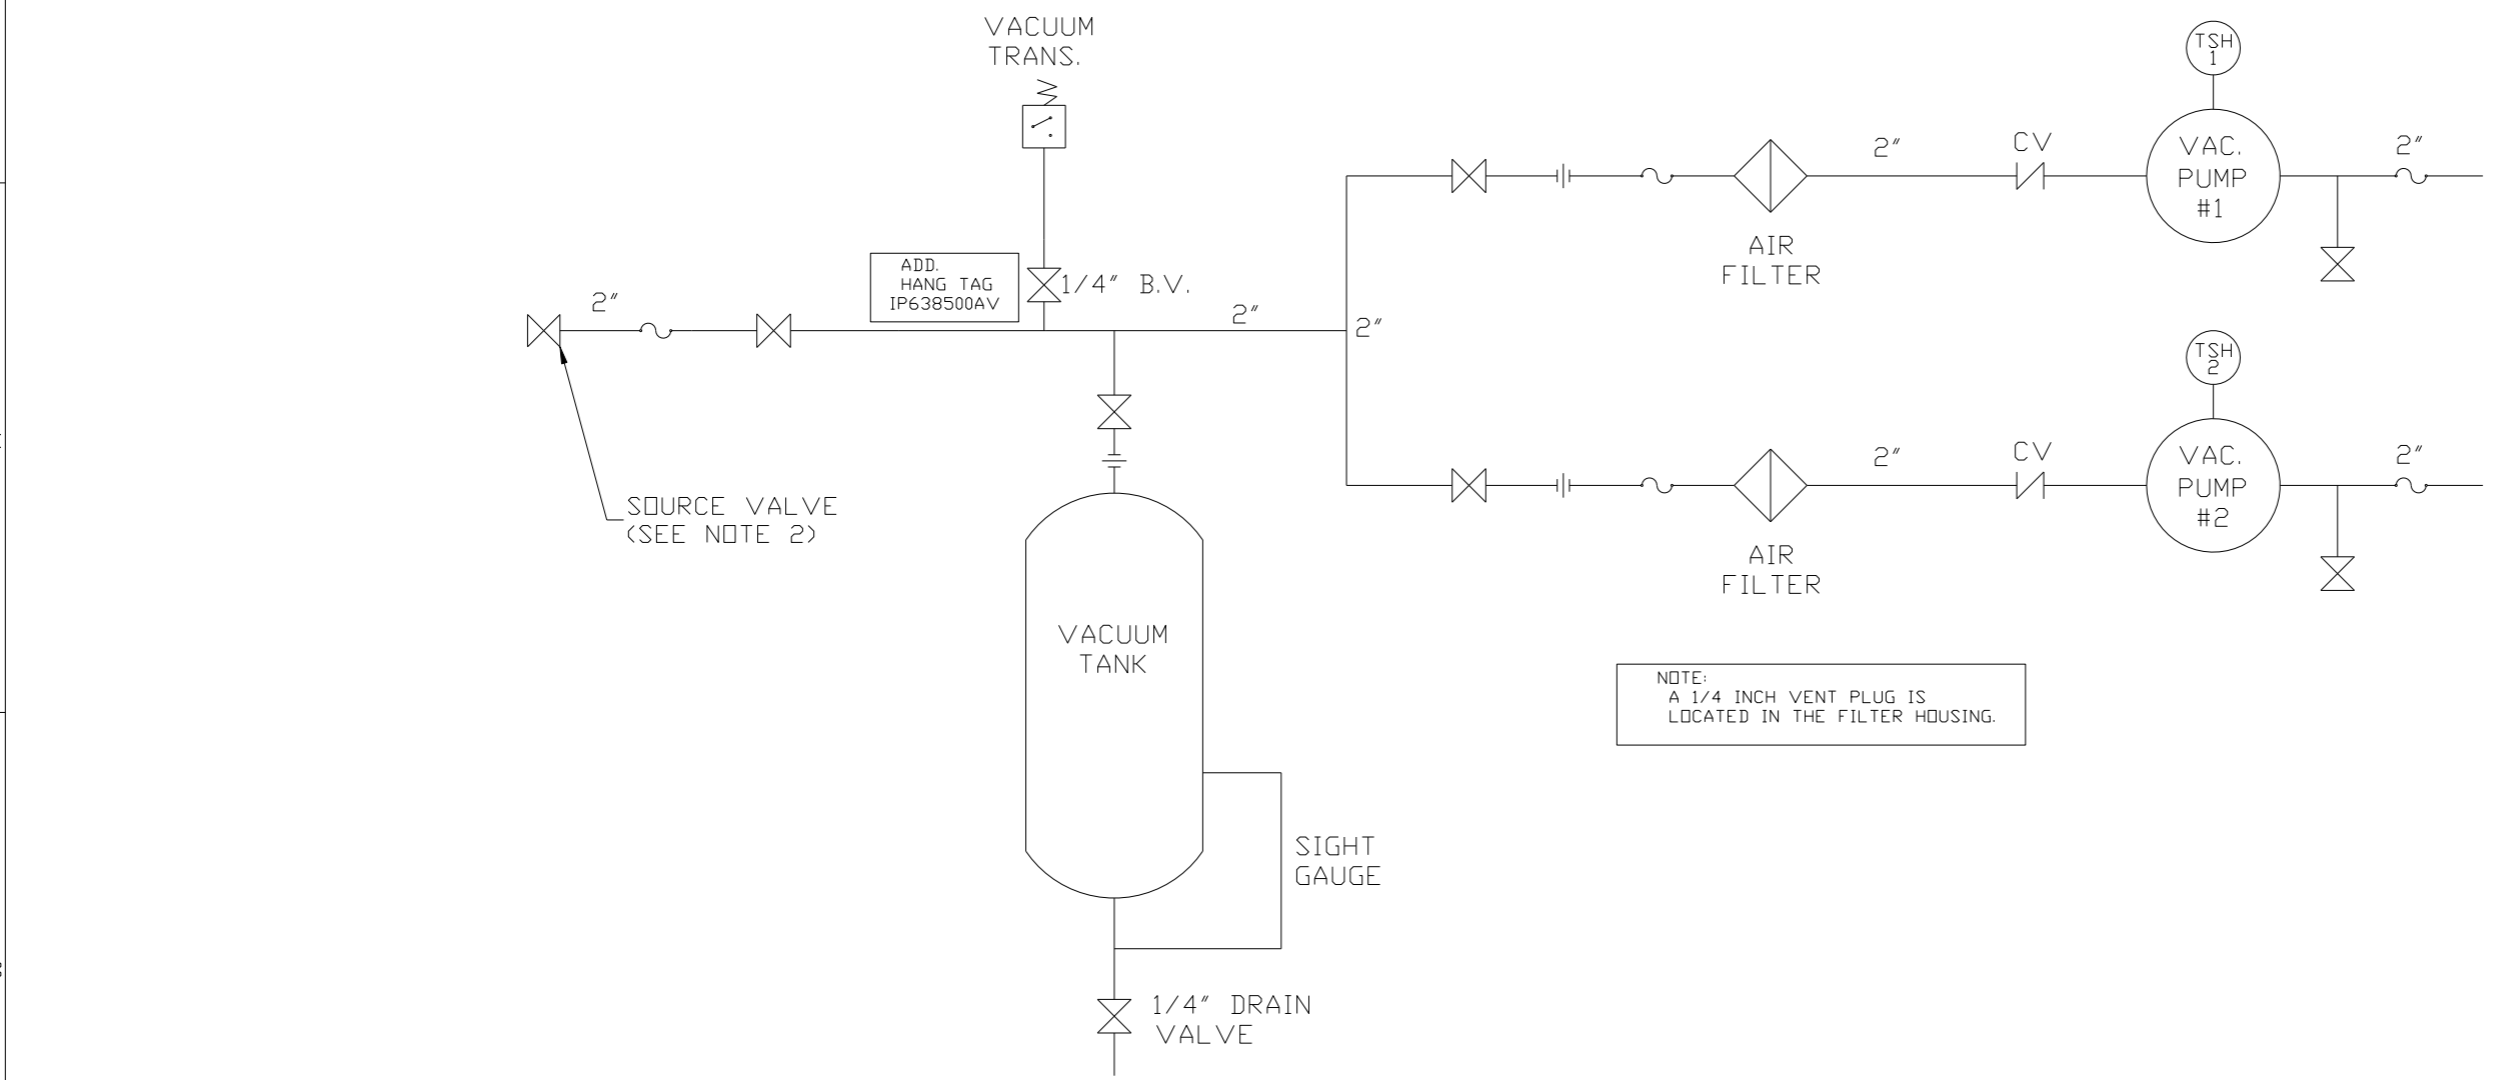 VACUUM
TRANS.
TSH
1
CV
2"
2"
VAC.
PUMP
#1
AIR
FILTER
ADD.
HANG TAG
IP638500AV
1/4" B.V.
2"
2"
2"
TSH
2
CV
2"
2"
VAC.
PUMP
#2
AIR
FILTER
SOURCE VALVE
(SEE NOTE 2)
VACUUM
TANK
NOTE:
A 1/4 INCH VENT PLUG IS
LOCATED IN THE FILTER HOUSING.
SIGHT
GAUGE
1/4" DRAIN
VALVE